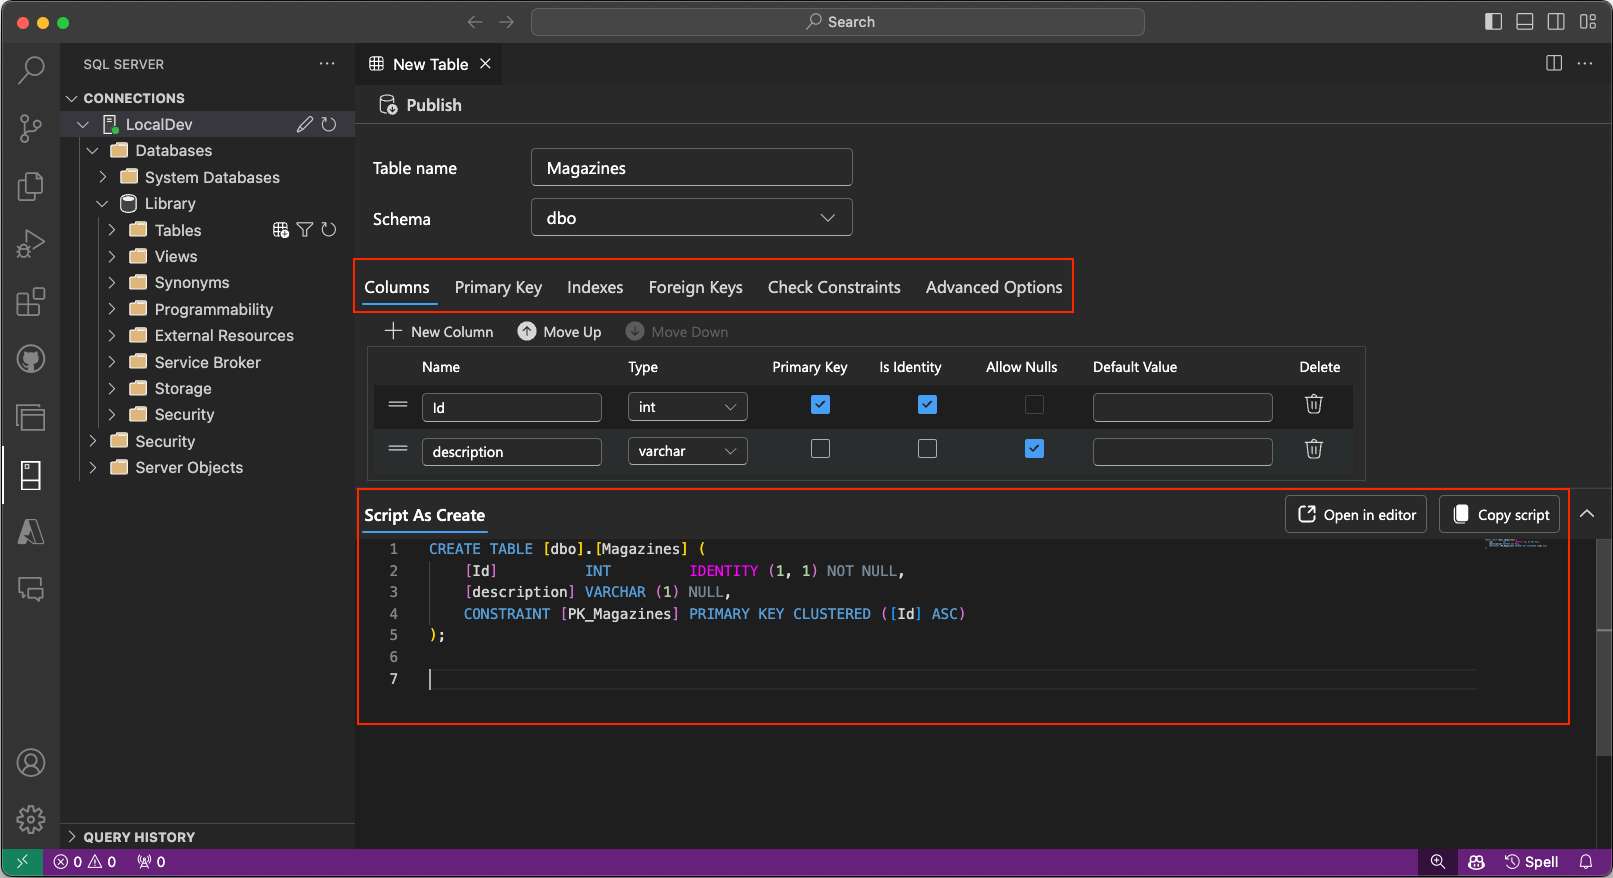 Search
SQL SERVER
New Table
CONNECTIONS
Publish
LocalDev
Databases
System Databases
Library
Tables
Views
Synonyms
Programmability
External Resources
Service Broker
Storage
Security
Security
Server Objects
QUERY HISTORY
Table name
Magazines
Schema
dbo
Columns Primary Key Indexes Foreign Keys Check Constraints Advanced Options
New Column Move Up Move Down
Name Type Primary Key Is Identity Allow Nulls Default Value Delete
Id int
description varchar
Script As Create Open in editor Copy script
1 CREATE TABLE [dbo].[Magazines] (
2 [Id] INT IDENTITY (1, 1) NOT NULL,
3 [description] VARCHAR (1) NULL,
4 CONSTRAINT [PK_Magazines] PRIMARY KEY CLUSTERED ([Id] ASC)
5 );
6
7
0 0 0 Spell